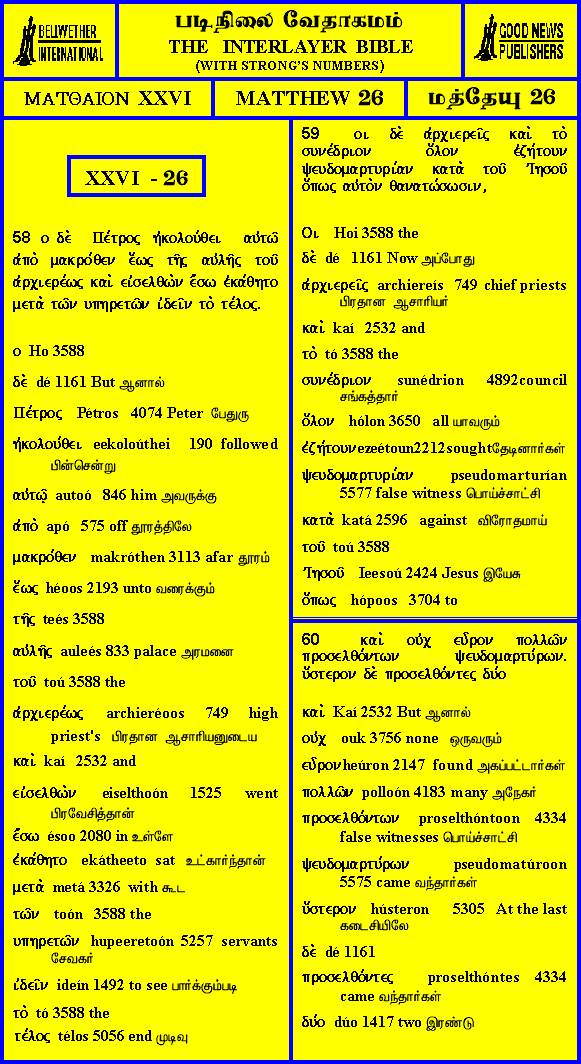 BELLWETHER
INTERNATIONAL
படிநிலை வேதாகமம்
THE INTERLAYER BIBLE
(WITH STRONG'S NUMBERS)
GOOD NEWS
PUBLISHERS
ΜΑΤΘΑΙΟΝ XXVI
MATTHEW 26
மத்தேயு 26
XXVI - 26
58 ο δὲ Πέτρος ἠκολούθει αὐτῶ
ἀπὸ μακρόθεν ἕως τῆς αὐλῆς τοῦ
ἀρχιερέως καὶ εἰσελθὼν ἔσω ἐκάθητο
μετὰ τῶν υπηρετῶν ἰδεῖν τὸ τέλος.
ο Ho 3588
δὲ dé 1161 But ஆனால்
Πέτρος Pétros 4074 Peter பேதுரு
ἠκολούθει eekoloúthei 190 followed
பின்சென்று
αὐτῷ autoó 846 him அவருக்கு
ἀπὸ apó 575 off தூரத்திலே
μακρόθεν makróthen 3113 afar தூரம்
ἕως héoos 2193 unto வரைக்கும்
τῆς teés 3588
αὐλῆς auleés 833 palace அரமனை
τοῦ toú 3588 the
ἀρχιερέως archieréoos 749 high
priest's பிரதான ஆசாரியனுடைய
καὶ kaí 2532 and
εἰσελθὼν eiselthoón 1525 went
பிரவேசித்தான்
ἔσω ésoo 2080 in உள்ளே
ἐκάθητο ekátheeto sat உட்கார்ந்தான்
μετὰ metá 3326 with கூட
τῶν toón 3588 the
υπηρετῶν hupeeretoón 5257 servants
சேவகர்
ἰδεῖν ideín 1492 to see பார்க்கும்படி
τὸ tó 3588 the
τέλος télos 5056 end முடிவு
59 οι δὲ ἀρχιερεῖς καὶ τὸ
συνέδριον ὅλον ἐζήτουν
ψευδομαρτυρίαν κατὰ τοῦ Ἰησοῦ
ὅπως αὐτὸν θανατώσωσιν,
Οι Hoi 3588 the
δὲ dé 1161 Now அப்போது
ἀρχιερεῖς archiereís 749 chief priests
பிரதான ஆசாரியர்
καὶ kaí 2532 and
τὸ tó 3588 the
συνέδριον sunédrion 4892council
சங்கத்தார்
ὅλον hólon 3650 all யாவரும்
ἐζήτουνezeétoun2212soughtதேடினார்கள்
ψευδομαρτυρίαν pseudomarturían
5577 false witness பொய்ச்சாட்சி
κατὰ katá 2596 against விரோதமாய்
τοῦ toú 3588
Ἰησοῦ Ieesoú 2424 Jesus இயேசு
ὅπως hópoos 3704 to
60 καὶ οὐχ εὗρον πολλῶν
προσελθόντων ψευδομαρτύρων.
ὕστερον δὲ προσελθόντες δύο
καὶ Kaí 2532 But ஆனால்
οὐχ ouk 3756 none ஒருவரும்
εὗρονheúron 2147 found அகப்பட்டார்கள்
πολλῶν polloón 4183 many அநேகர்
προσελθόντων proselthóntoon 4334
false witnesses பொய்ச்சாட்சி
ψευδομαρτύρων pseudomatúroon
5575 came வந்தார்கள்
ὕστερον hústeron 5305 At the last
கடைசியிலே
δὲ dé 1161
προσελθόντες proselthóntes 4334
came வந்தார்கள்
δύο dúo 1417 two இரண்டு